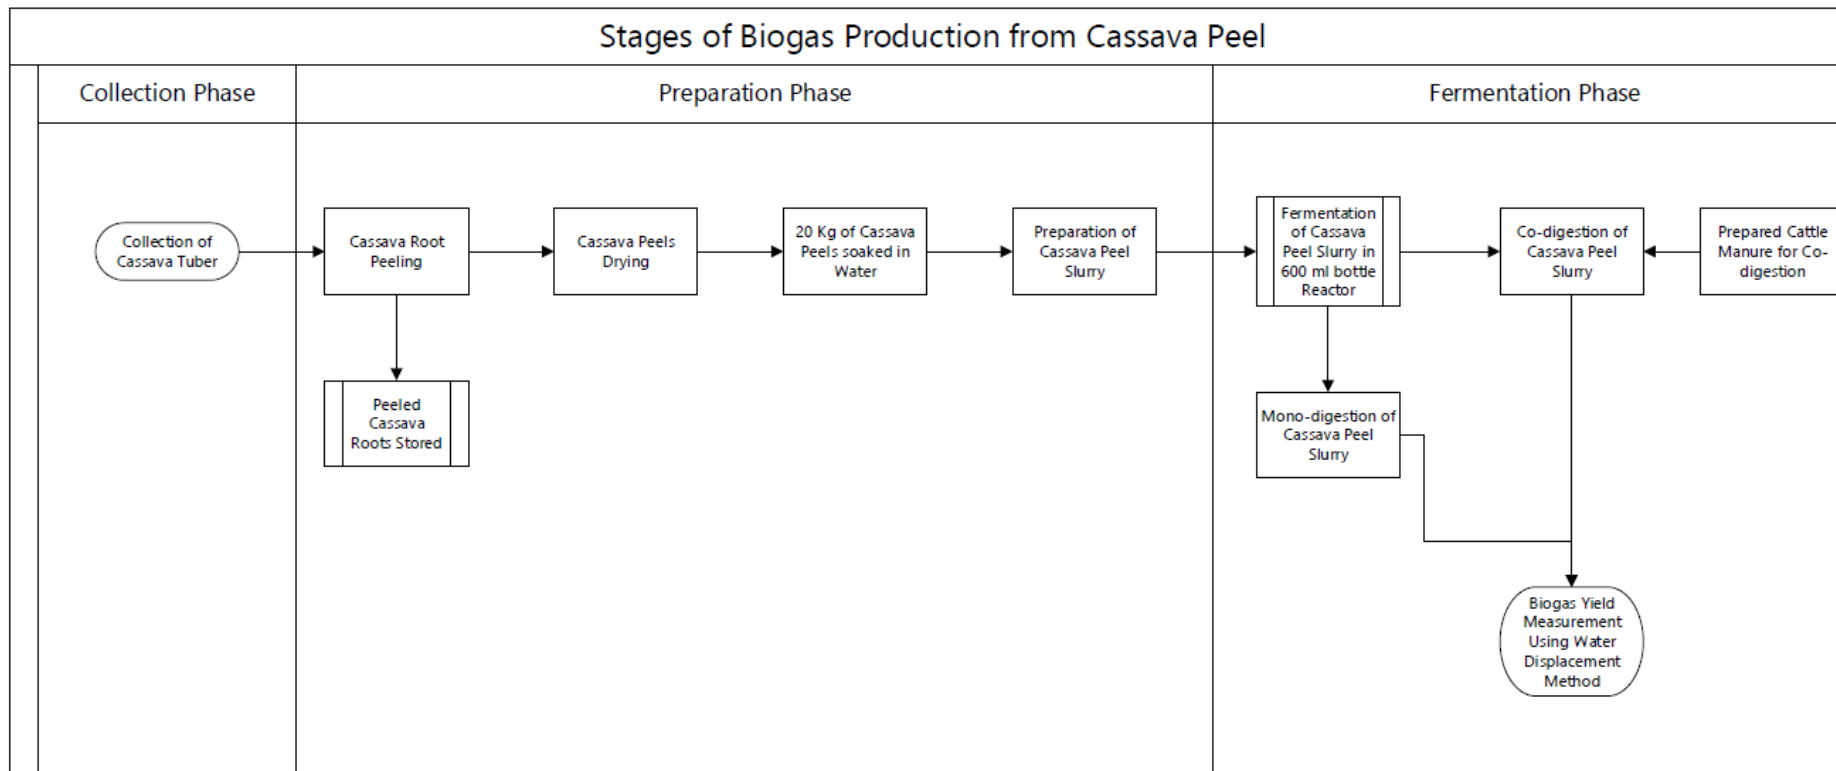 Stages of Biogas Production from Cassava Peel
Collection Phase
Preparation Phase
Fermentation Phase
Collection of
Cassava Tuber
Cassava Root
Peeling
Cassava Peels
Drying
20 Kg of Cassava
Peels soaked in
Water
Preparation of
Cassava Peel
Slurry
Fermentation
of Cassava
Peel Slurry in
600 ml bottle
Reactor
Co-digestion of
Cassava Peel
Slurry
Prepared Cattle
Manure for Co-
digestion
Peeled
Cassava
Roots Stored
Mono-digestion of
Cassava Peel
Slurry
Biogas Yield
Measurement
Using Water
Displacement
Method